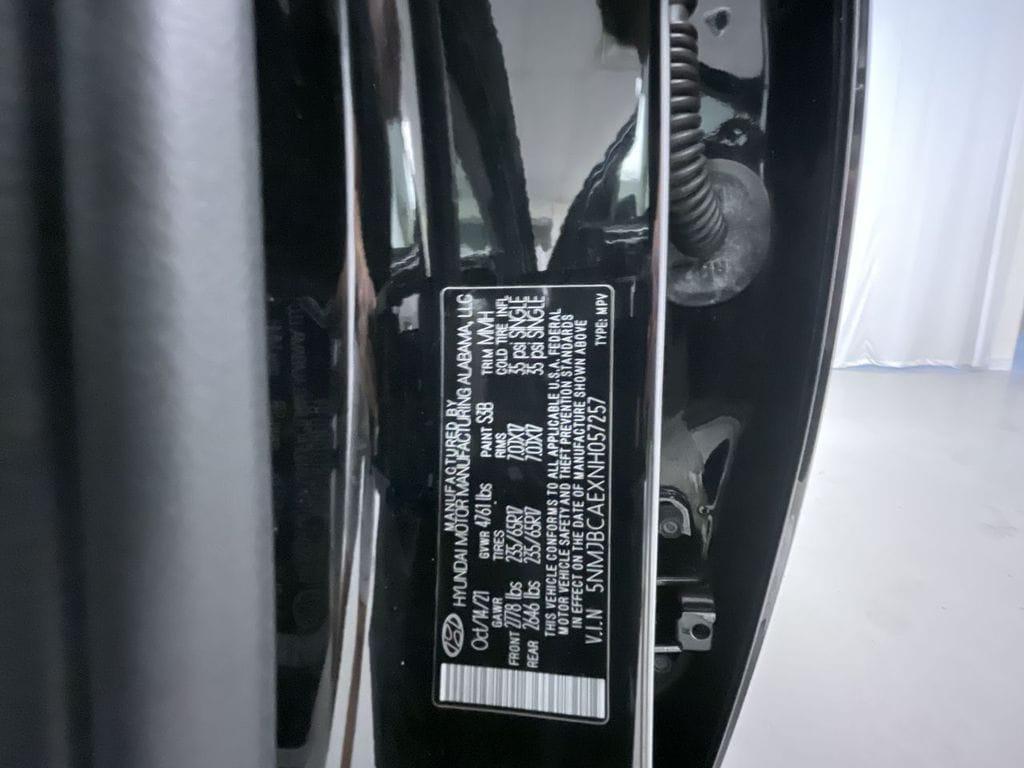 MANUFACTURED BY
HYUNDAI MOTOR MANUFACTURING ALABAMA, LLC
Oct/14/21 GVWR 4761 lbs PAINT S3B TRIM MMH
GAWR TIRES RIMS COLD TIRE INFL
FRONT 2778 lbs 235/65R17 7.0JX17 35 psi SINGLE
REAR 2646 lbs 235/65R17 7.0JX17 35 psi SINGLE
THIS VEHICLE CONFORMS TO ALL APPLICABLE U.S.A. FEDERAL
MOTOR VEHICLE SAFETY AND THEFT PREVENTION STANDARDS
IN EFFECT ON THE DATE OF MANUFACTURE SHOWN ABOVE
V.I.N 5NMJBCAEXNH057257 TYPE: MPV